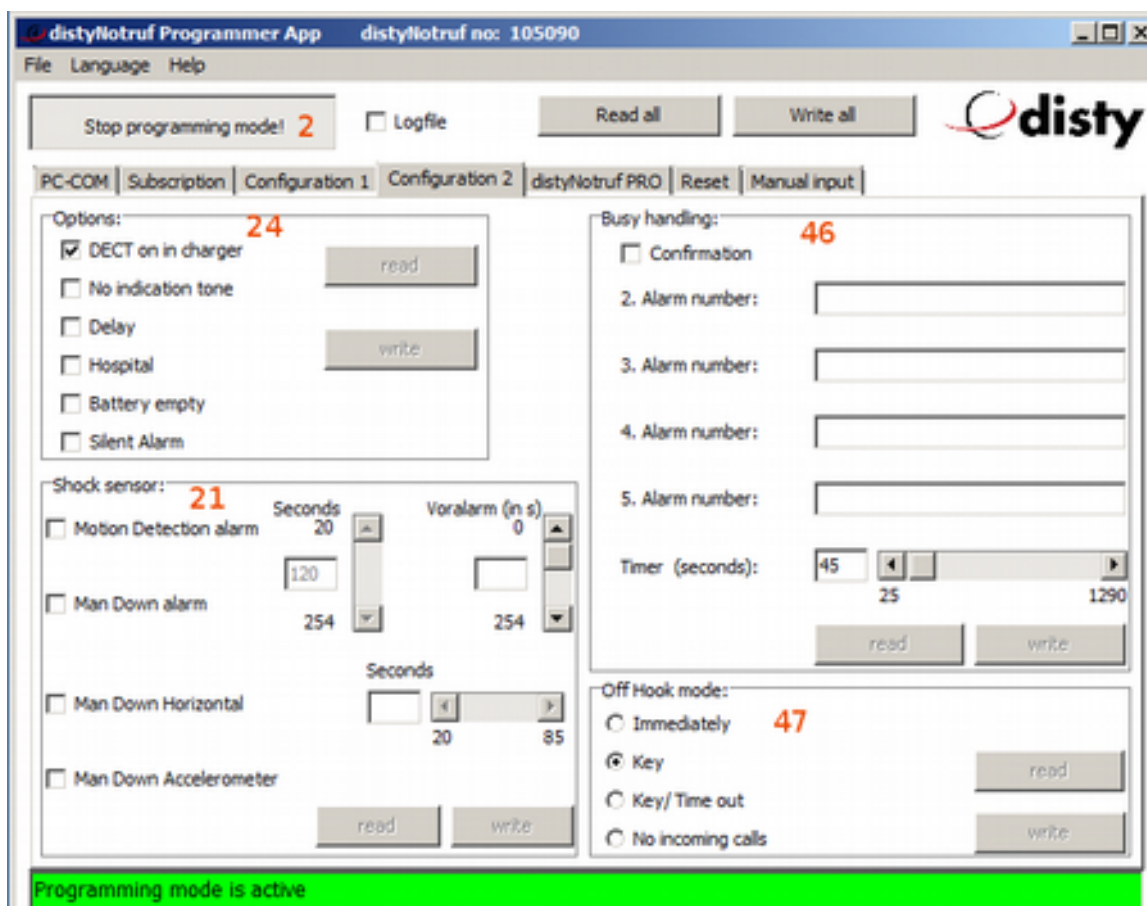 distyNotruf Programmer App distyNotruf no: 105090
File Language Help
Stop programming mode! 2
Logfile
Read all
Write all
disty
PC-COM Subscription Configuration 1 Configuration 2 distyNotruf PRO Reset Manual input
Options: 24
DECT on in charger
read
No indication tone
Delay
write
Hospital
Battery empty
Silent Alarm
Shock sensor: 21
Motion Detection alarm
Seconds
20
120
254
Voralarm (in s)
0
254
Man Down alarm
Seconds
Man Down Horizontal
20 85
Man Down Accelerometer
read write
Busy handling: 46
Confirmation
2. Alarm number:
3. Alarm number:
4. Alarm number:
5. Alarm number:
Timer (seconds): 45
25 1290
read write
Off Hook mode: 47
Immediately
Key
read
Key/ Time out
No incoming calls
write
Programming mode is active